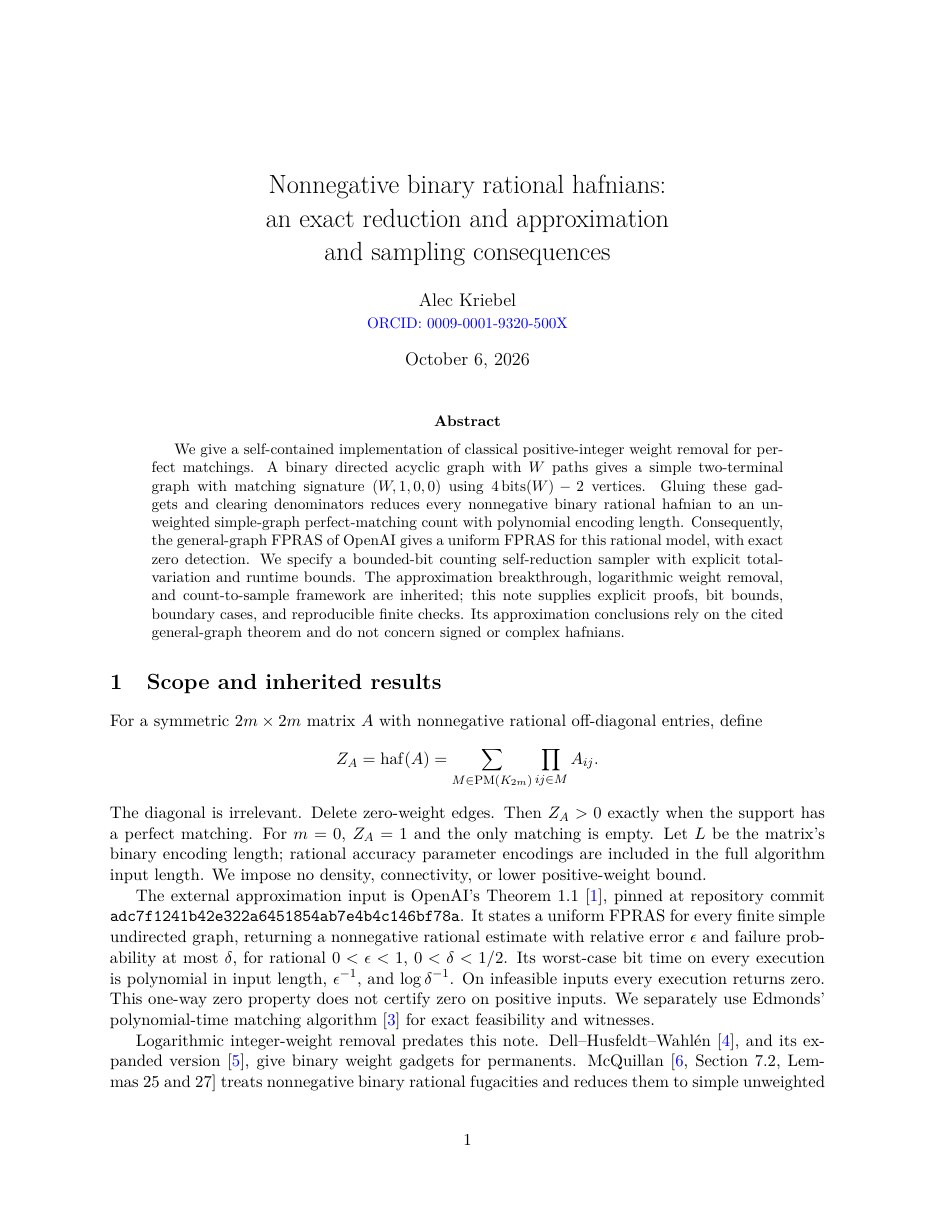 Nonnegative binary rational hafnians:
an exact reduction and approximation
and sampling consequences
Alec Kriebel
ORCID: 0009-0001-9320-500X
October 6, 2026
Abstract
We give a self-contained implementation of classical positive-integer weight removal for per-
fect matchings. A binary directed acyclic graph with W paths gives a simple two-terminal
graph with matching signature (W, 1, 0, 0) using 4 bits(W) − 2 vertices. Gluing these gad-
gets and clearing denominators reduces every nonnegative binary rational hafnian to an un-
weighted simple-graph perfect-matching count with polynomial encoding length. Consequently,
the general-graph FPRAS of OpenAI gives a uniform FPRAS for this rational model, with exact
zero detection. We specify a bounded-bit counting self-reduction sampler with explicit total-
variation and runtime bounds. The approximation breakthrough, logarithmic weight removal,
and count-to-sample framework are inherited; this note supplies explicit proofs, bit bounds,
boundary cases, and reproducible finite checks. Its approximation conclusions rely on the cited
general-graph theorem and do not concern signed or complex hafnians.
1 Scope and inherited results
For a symmetric 2m × 2m matrix A with nonnegative rational off-diagonal entries, define
Z_A = haf(A) = ∑_{M∈PM(K_{2m})} ∏_{ij∈M} A_{ij}.
The diagonal is irrelevant. Delete zero-weight edges. Then Z_A > 0 exactly when the support has
a perfect matching. For m = 0, Z_A = 1 and the only matching is empty. Let L be the matrix’s
binary encoding length; rational accuracy parameter encodings are included in the full algorithm
input length. We impose no density, connectivity, or lower positive-weight bound.
The external approximation input is OpenAI’s Theorem 1.1 [1], pinned at repository commit
adc7f1241b42e322a6451854ab7e4b4c146bf78a. It states a uniform FPRAS for every finite simple
undirected graph, returning a nonnegative rational estimate with relative error ϵ and failure prob-
ability at most δ, for rational 0 < ϵ < 1, 0 < δ < 1/2. Its worst-case bit time on every execution
is polynomial in input length, ϵ⁻¹, and log δ⁻¹. On infeasible inputs every execution returns zero.
This one-way zero property does not certify zero on positive inputs. We separately use Edmonds’
polynomial-time matching algorithm [3] for exact feasibility and witnesses.
Logarithmic integer-weight removal predates this note. Dell–Husfeldt–Wahlén [4], and its ex-
panded version [5], give binary weight gadgets for permanents. McQuillan [6, Section 7.2, Lem-
mas 25 and 27] treats nonnegative binary rational fugacities and reduces them to simple unweighted
1